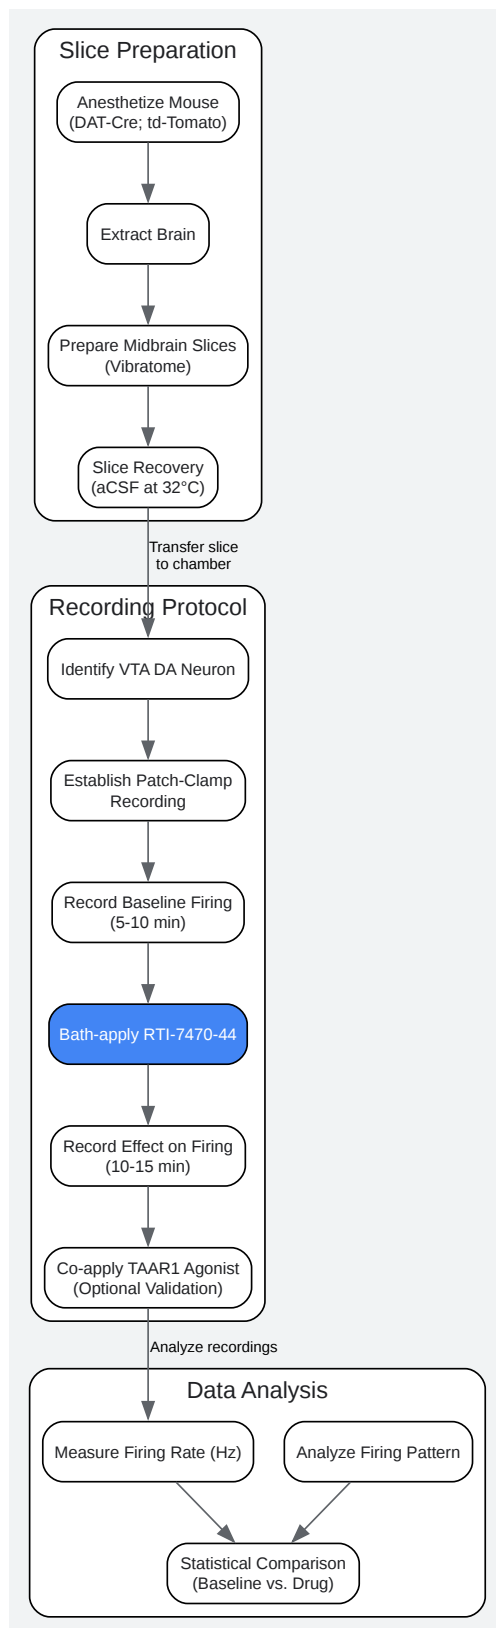 Slice Preparation
Anesthetize Mouse
(DAT-Cre; td-Tomato)
Extract Brain
Prepare Midbrain Slices
(Vibratome)
Slice Recovery
(aCSF at 32°C)
Transfer slice
to chamber
Recording Protocol
Identify VTA DA Neuron
Establish Patch-Clamp
Recording
Record Baseline Firing
(5-10 min)
Bath-apply RTI-7470-44
Record Effect on Firing
(10-15 min)
Co-apply TAAR1 Agonist
(Optional Validation)
Analyze recordings
Data Analysis
Measure Firing Rate (Hz)
Analyze Firing Pattern
Statistical Comparison
(Baseline vs. Drug)